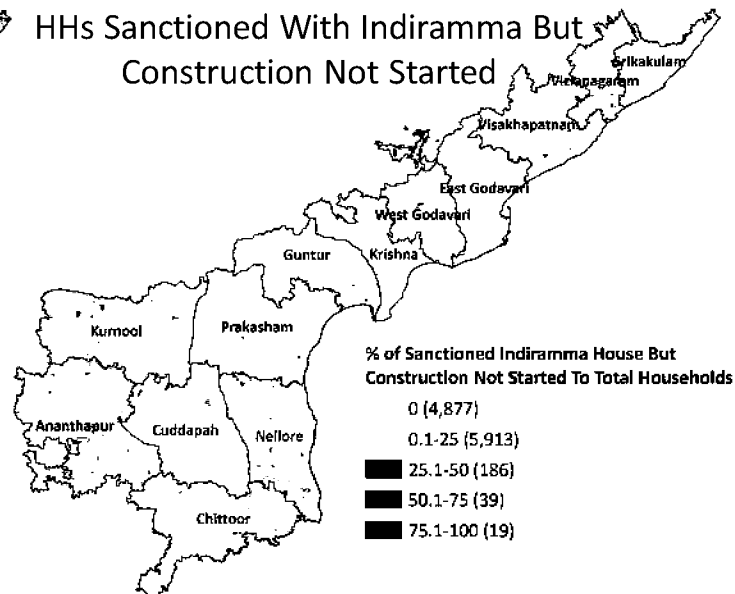 HHs Sanctioned With Indiramma But
Construction Not Started
Srikakulam
Vizianagaram
Visakhapatnam
East Godavari
West Godavari
Guntur
Krishna
Kurnool
Prakasham
% of Sanctioned Indiramma House But
Construction Not Started To Total Households
0 (4,877)
Ananthapur
Cuddapah
Nellore
0.1-25 (5,913)
25.1-50 (186)
50.1-75 (39)
Chittoor
75.1-100 (19)